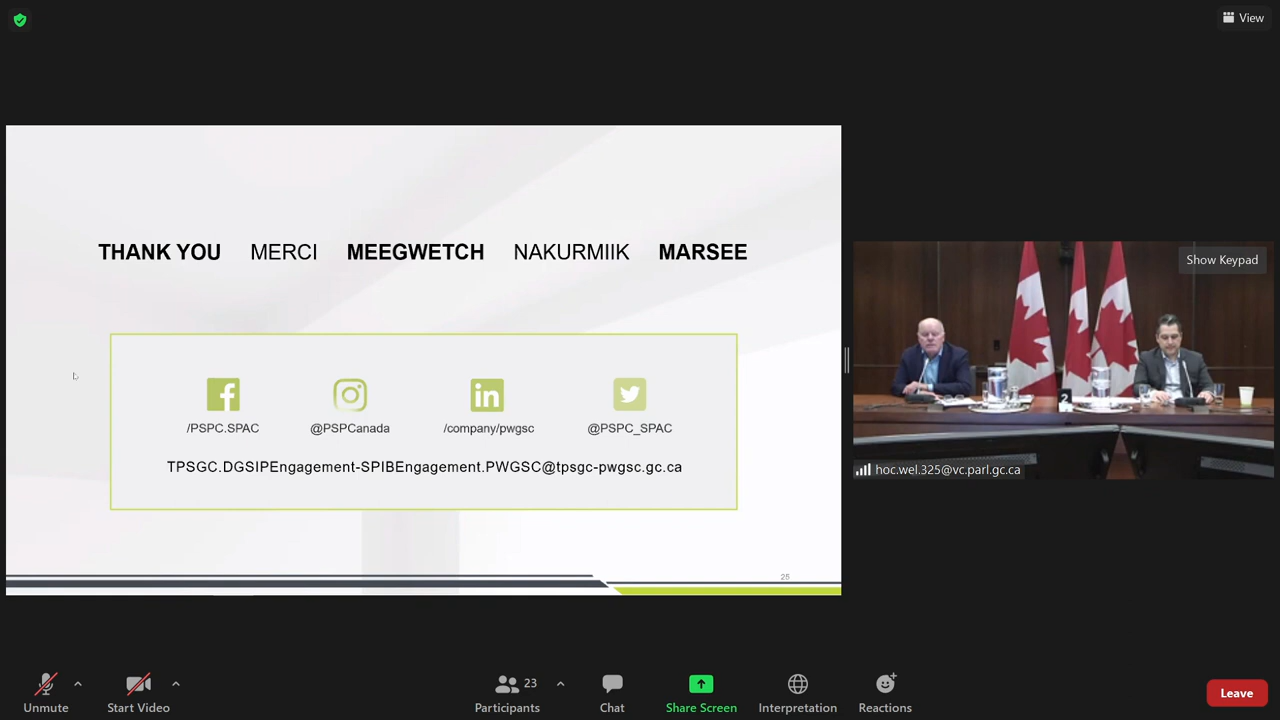 View
THANK YOU MERCI MEEGWETCH NAKURMIIK MARSEE
/PSPC.SPAC @PSPCanada /company/pwgsc @PSPC_SPAC
TPSGC.DGSIPEngagement-SPIBEngagement.PWGSC@tpsgc-pwgsc.gc.ca
25
Show Keypad
2
hoc.wel.325@vc.parl.gc.ca
Unmute Start Video Participants 23 Chat Share Screen Interpretation Reactions Leave